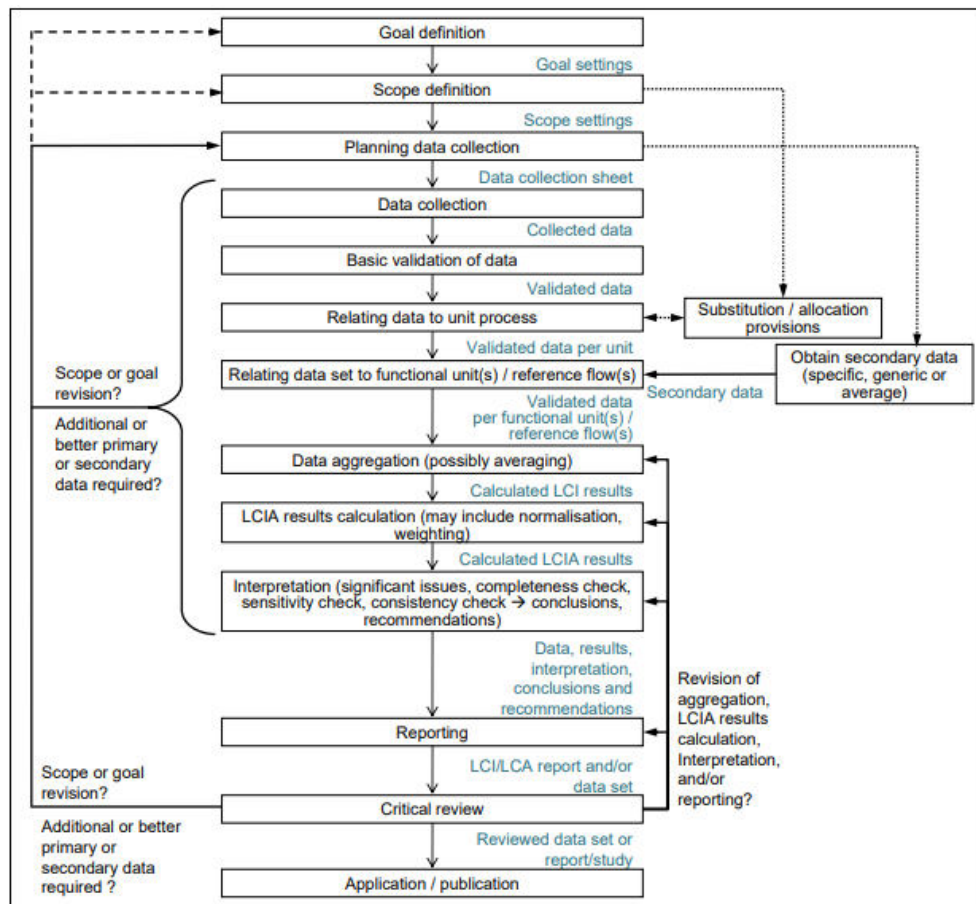 Goal definition
Goal settings
Scope definition
Scope settings
Planning data collection
Data collection sheet
Data collection
Collected data
Basic validation of data
Validated data
Relating data to unit process
Substitution / allocation
provisions
Validated data per unit
Obtain secondary data
(specific, generic or
average)
Relating data set to functional unit(s) / reference flow(s)
Secondary data
Scope or goal
revision?
Additional or
better primary
or secondary
data required?
Validated data
per functional unit(s) /
reference flow(s)
Data aggregation (possibly averaging)
Calculated LCI results
LCIA results calculation (may include normalisation,
weighting)
Calculated LCIA results
Interpretation (significant issues, completeness check,
sensitivity check, consistency check → conclusions,
recommendations)
Data, results,
interpretation,
conclusions and
recommendations
Revision of
aggregation,
LCIA results
calculation,
Interpretation,
and/or
reporting?
Reporting
LCI/LCA report and/or
data set
Scope or goal
revision?
Critical review
Additional or better
primary or
secondary data
required ?
Reviewed data set or
report/study
Application / publication